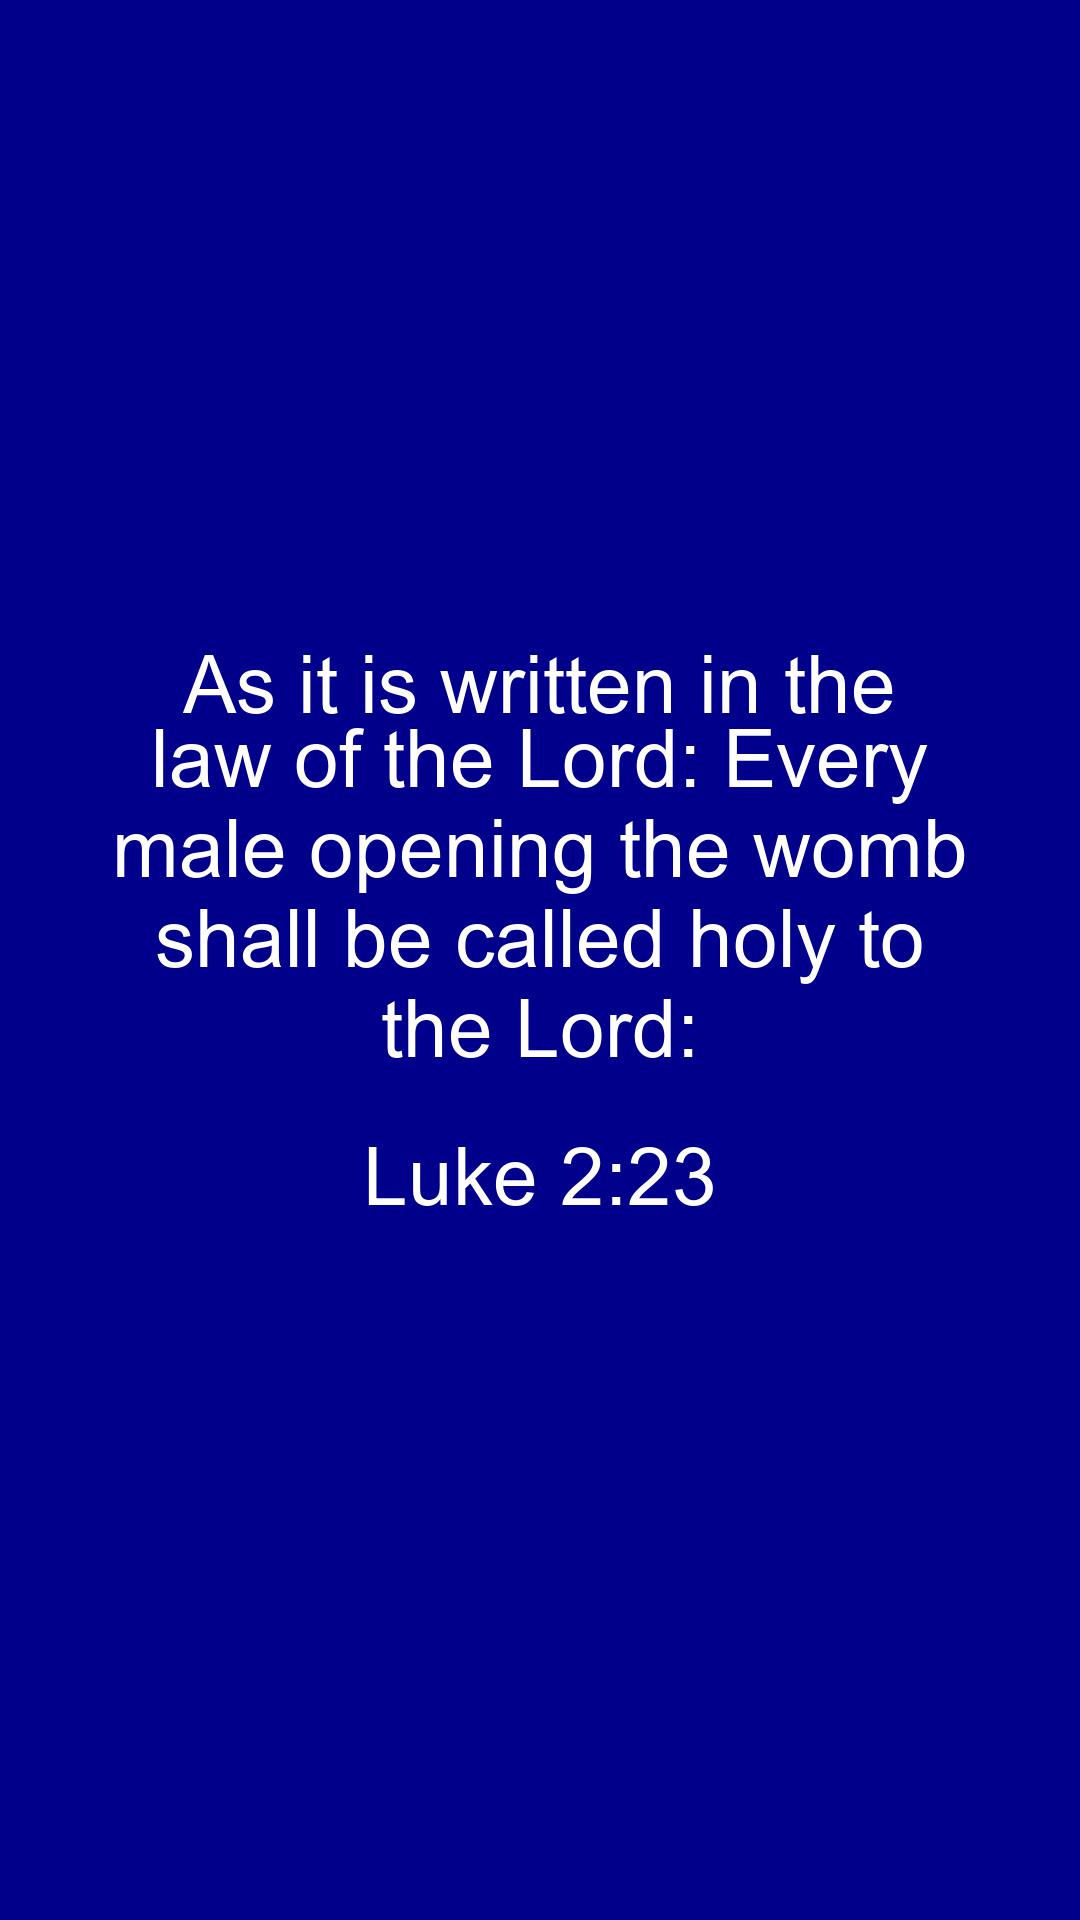 As it is written in the
law of the Lord: Every
male opening the womb
shall be called holy to
the Lord:
Luke 2:23